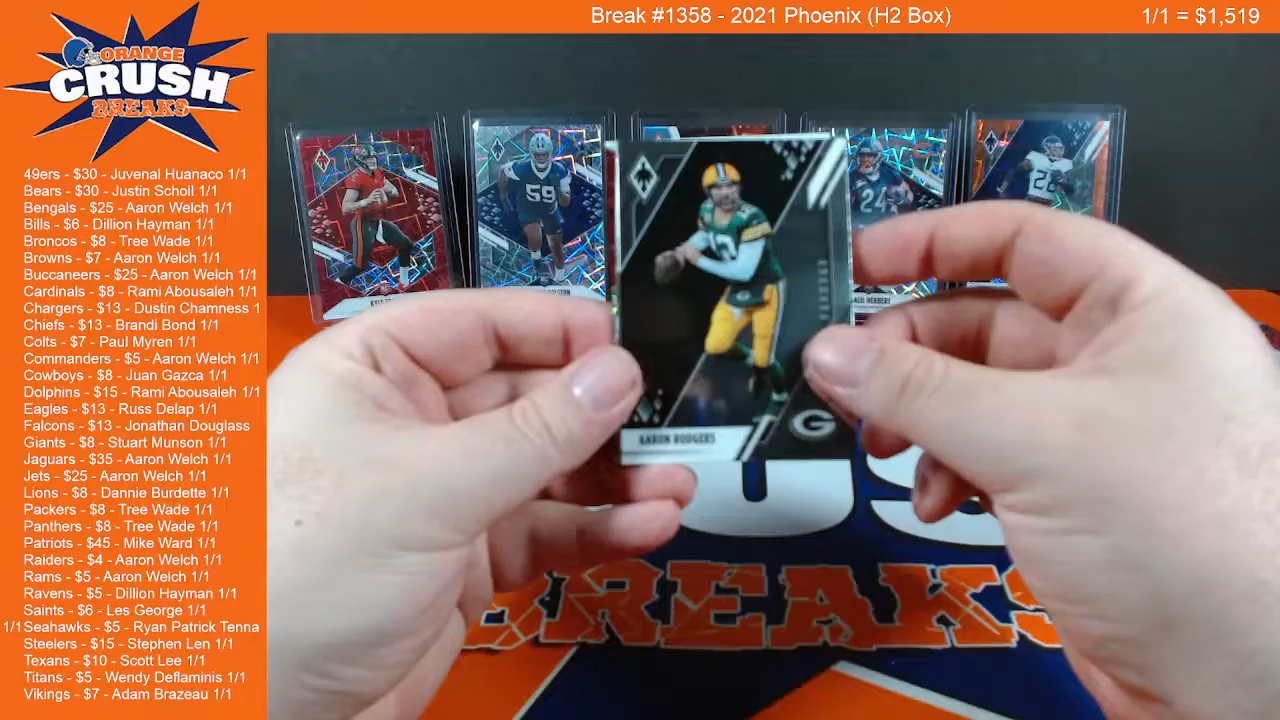 Break #1358 - 2021 Phoenix (H2 Box)
1/1 = $1,519
ORANGE
CRUSH
BREAKS
49ers - $30 - Juvenal Huanaco 1/1
Bears - $30 - Justin Scholl 1/1
Bengals - $25 - Aaron Welch 1/1
Bills - $6 - Dillion Hayman 1/1
Broncos - $8 - Tree Wade 1/1
Browns - $7 - Aaron Welch 1/1
Buccaneers - $25 - Aaron Welch 1/1
Cardinals - $8 - Rami Abousaleh 1/1
Chargers - $13 - Dustin Chamness 1
Chiefs - $13 - Brandi Bond 1/1
Colts - $7 - Paul Myren 1/1
Commanders - $5 - Aaron Welch 1/1
Cowboys - $8 - Juan Gazca 1/1
Dolphins - $15 - Rami Abousaleh 1/1
Eagles - $13 - Russ Delap 1/1
Falcons - $13 - Jonathan Douglass
Giants - $8 - Stuart Munson 1/1
Jaguars - $35 - Aaron Welch 1/1
Jets - $25 - Aaron Welch 1/1
Lions - $8 - Dannie Burdette 1/1
Packers - $8 - Tree Wade 1/1
Panthers - $8 - Tree Wade 1/1
Patriots - $45 - Mike Ward 1/1
Raiders - $4 - Aaron Welch 1/1
Rams - $5 - Aaron Welch 1/1
Ravens - $5 - Dillion Hayman 1/1
Saints - $6 - Les George 1/1
1/1 Seahawks - $5 - Ryan Patrick Tenna
Steelers - $15 - Stephen Len 1/1
Texans - $10 - Scott Lee 1/1
Titans - $5 - Wendy Deflaminis 1/1
Vikings - $7 - Adam Brazeau 1/1
59
24
AARON RODGERS
G
BREAKS